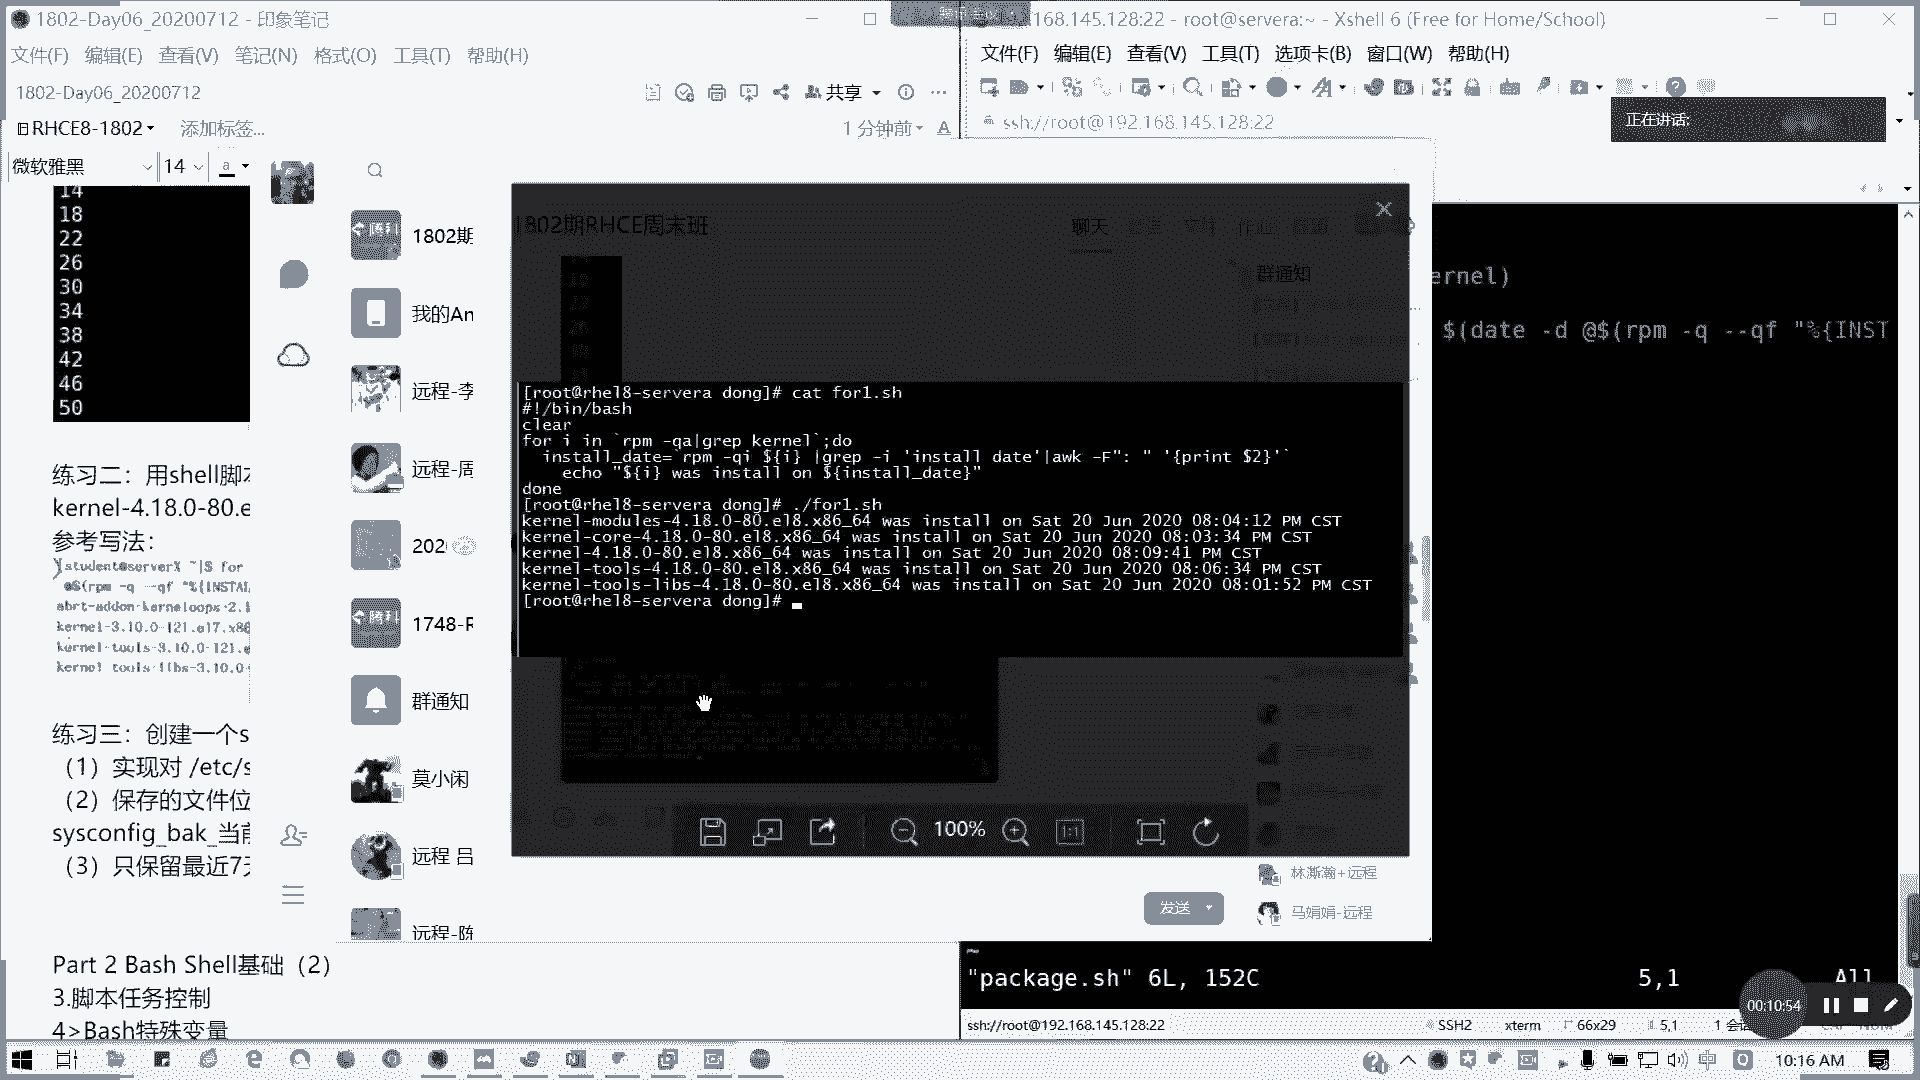 1802-Day06_20200712 - 印象笔记
文件(F) 编辑(E) 查看(V) 笔记(N) 格式(O) 工具(T) 帮助(H)
1802-Day06_20200712
共享
RHCE8-1802
添加标签...
1 分钟前
微软雅黑
14
14
18
22
26
30
34
38
42
46
50
练习二：用shell脚本
kernel-4.18.0-80.e
参考写法：
练习三：创建一个s
（1）实现对 /etc/s
（2）保存的文件位
sysconfig_bak_当前
（3）只保留最近7天
Part 2 Bash Shell基础（2）
3.脚本任务控制
4>Bash特殊变量
1802期
我的An
远程-李
远程-周
202
1748-R
群通知
莫小闲
远程 吕
远程-陈
1802期RHCE周末班
聊天
群通知
[root@rhel8-servera dong]# cat for1.sh
#!/bin/bash
clear
for i in `rpm -qa|grep kernel`;do
install_date=`rpm -qi ${i} |grep -i 'install date'|awk -F": " '{print $2}'`
echo "${i} was install on ${install_date}"
done
[root@rhel8-servera dong]# ./for1.sh
kernel-modules-4.18.0-80.el8.x86_64 was install on Sat 20 Jun 2020 08:04:12 PM CST
kernel-core-4.18.0-80.el8.x86_64 was install on Sat 20 Jun 2020 08:03:34 PM CST
kernel-4.18.0-80.el8.x86_64 was install on Sat 20 Jun 2020 08:09:41 PM CST
kernel-tools-4.18.0-80.el8.x86_64 was install on Sat 20 Jun 2020 08:06:34 PM CST
kernel-tools-libs-4.18.0-80.el8.x86_64 was install on Sat 20 Jun 2020 08:01:52 PM CST
[root@rhel8-servera dong]#
100%
1:1
发送
林澌瀚+远程
马娟娟-远程
168.145.128:22 - root@servera:~ - Xshell 6 (Free for Home/School)
文件(F) 编辑(E) 查看(V) 工具(T) 选项卡(B) 窗口(W) 帮助(H)
ssh://root@192.168.145.128:22
正在讲话:
ernel)
$(date -d @$(rpm -q --qf "%{INST
~
"package.sh" 6L, 152C
5,1
All
00:10:54
ssh://root@192.168.145.128:22
SSH2
xterm
66x29
5,1
10:16 AM